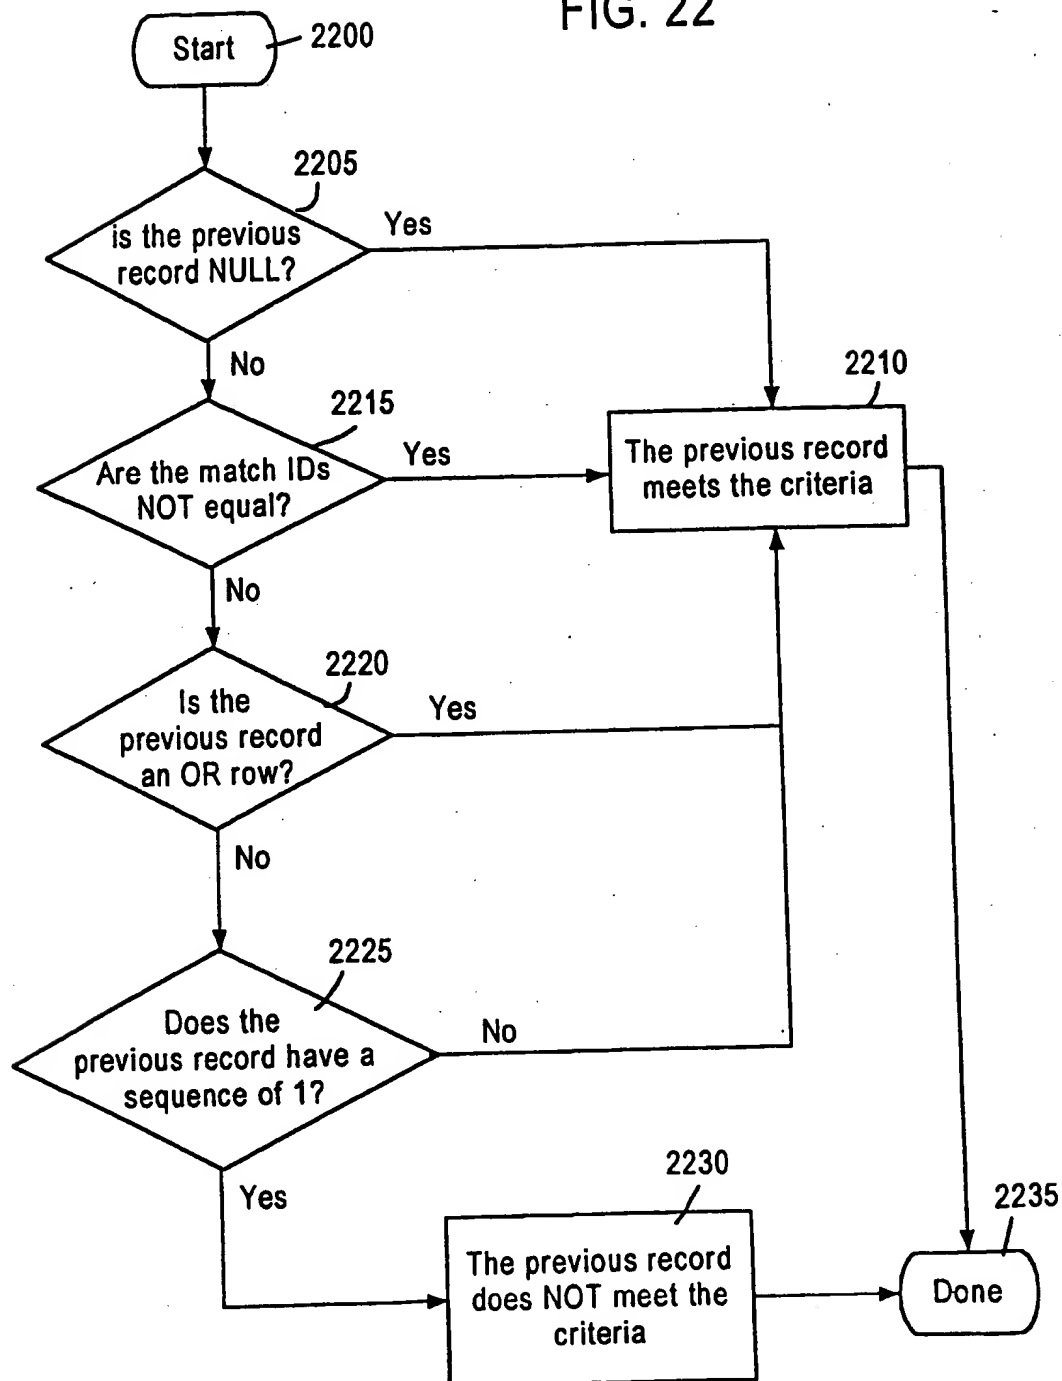 FIG. 22
Start
2200
2205
is the previous
record NULL?
Yes
No
2210
The previous record
meets the criteria
2215
Are the match IDs
NOT equal?
Yes
No
2220
Is the
previous record
an OR row?
Yes
No
2225
Does the
previous record have a
sequence of 1?
No
Yes
2230
The previous record
does NOT meet the
criteria
2235
Done